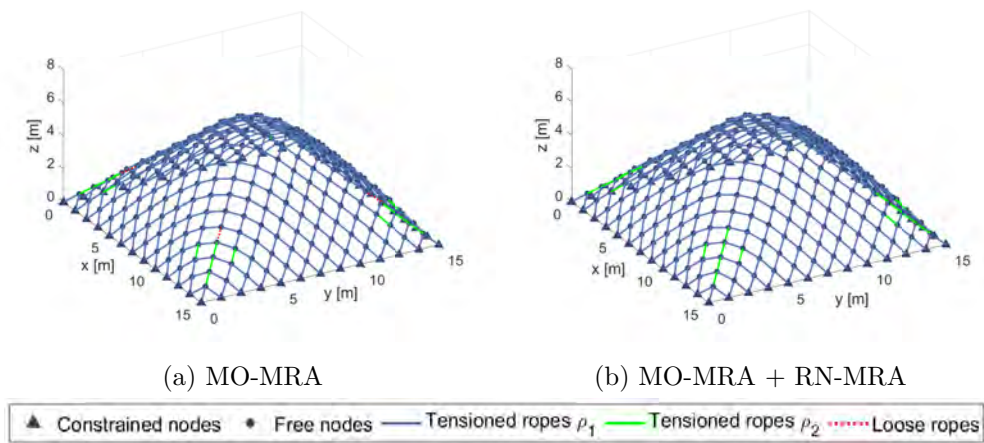 8
6
4
2
0
z [m]
0
5
10
15
x [m]
0
5
10
15
y [m]
8
6
4
2
0
z [m]
0
5
10
15
x [m]
0
5
10
15
y [m]
(a) MO-MRA
(b) MO-MRA + RN-MRA
Constrained nodes Free nodes Tensioned ropes ρ₁ Tensioned ropes ρ₂ Loose ropes